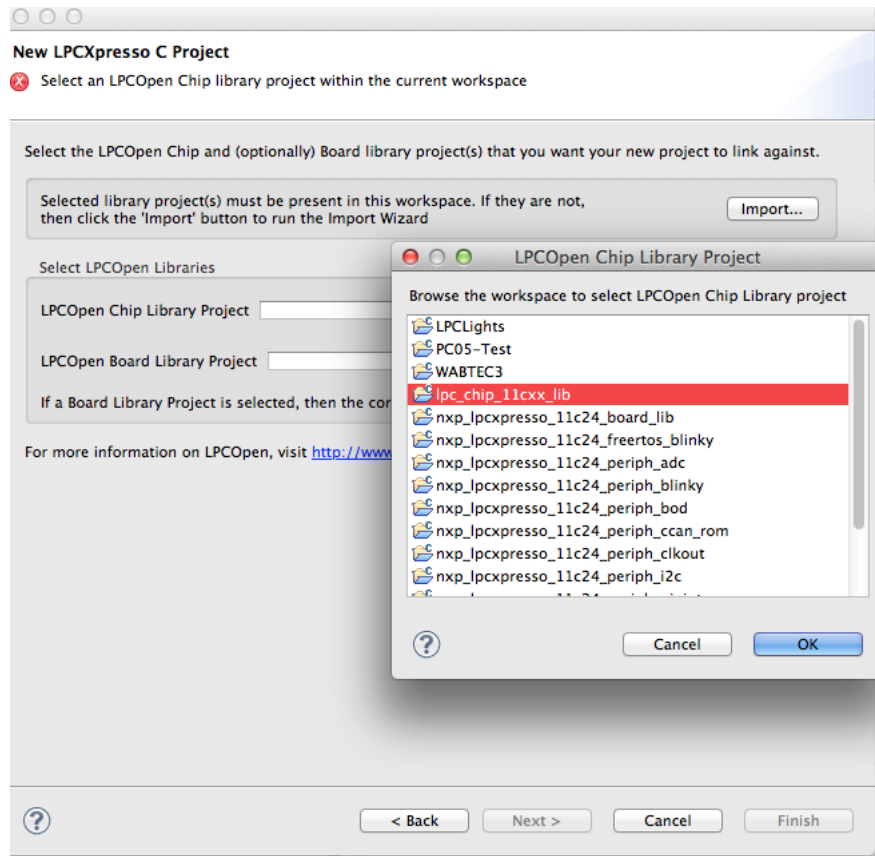 New LPCXpresso C Project
Select an LPCOpen Chip library project within the current workspace
Select the LPCOpen Chip and (optionally) Board library project(s) that you want your new project to link against.
Selected library project(s) must be present in this workspace. If they are not,
then click the 'Import' button to run the Import Wizard
Import...
Select LPCOpen Libraries
LPCOpen Chip Library Project
LPCOpen Board Library Project
If a Board Library Project is selected, then the cor
For more information on LPCOpen, visit http://www
LPCOpen Chip Library Project
Browse the workspace to select LPCOpen Chip Library project
LPCLights
PC05-Test
WABTEC3
lpc_chip_11cxx_lib
nxp_lpcxpresso_11c24_board_lib
nxp_lpcxpresso_11c24_freertos_blinky
nxp_lpcxpresso_11c24_periph_adc
nxp_lpcxpresso_11c24_periph_blinky
nxp_lpcxpresso_11c24_periph_bod
nxp_lpcxpresso_11c24_periph_ccan_rom
nxp_lpcxpresso_11c24_periph_clkout
nxp_lpcxpresso_11c24_periph_i2c
Cancel
OK
< Back
Next >
Cancel
Finish